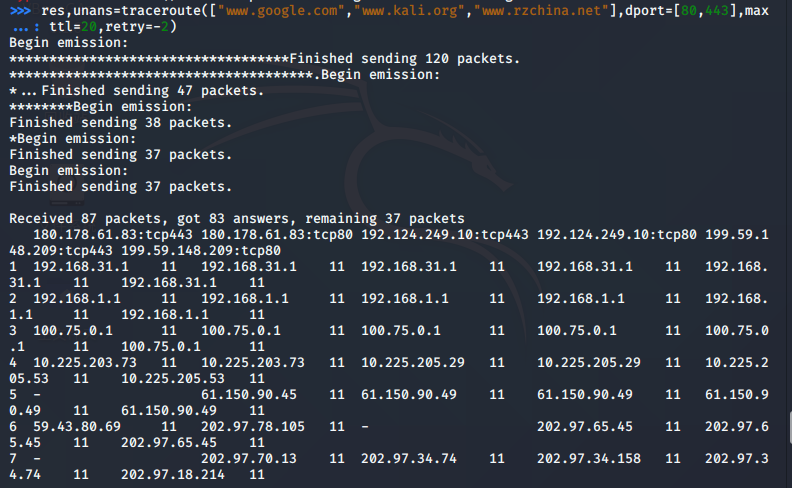 >>> res,unans=traceroute(["www.google.com","www.kali.org","www.rzchina.net"],dport=[80,443],max
...: ttl=20,retry=-2)
Begin emission:
***********************************Finished sending 120 packets.
**************************************.Begin emission:
*...Finished sending 47 packets.
********Begin emission:
Finished sending 38 packets.
*Begin emission:
Finished sending 37 packets.
Begin emission:
Finished sending 37 packets.
Received 87 packets, got 83 answers, remaining 37 packets
   180.178.61.83:tcp443 180.178.61.83:tcp80 192.124.249.10:tcp443 192.124.249.10:tcp80 199.59.1
48.209:tcp443 199.59.148.209:tcp80
1  192.168.31.1    11  192.168.31.1    11  192.168.31.1    11  192.168.31.1    11  192.168.
31.1    11    192.168.31.1    11
2  192.168.1.1     11  192.168.1.1     11  192.168.1.1     11  192.168.1.1     11  192.168.
1.1     11    192.168.1.1     11
3  100.75.0.1      11  100.75.0.1      11  100.75.0.1      11  100.75.0.1      11  100.75.0
.1      11    100.75.0.1      11
4  10.225.203.73   11  10.225.203.73   11  10.225.205.29   11  10.225.205.29   11  10.225.2
05.53   11    10.225.205.53   11
5  -                   61.150.90.45    11  61.150.90.49    11  61.150.90.49    11  61.150.9
0.49    11    61.150.90.49    11
6  59.43.80.69     11  202.97.78.105   11  -                   202.97.65.45    11  202.97.6
5.45    11    202.97.65.45    11
7  -                   202.97.70.13    11  202.97.34.74    11  202.97.34.158   11  202.97.3
4.74    11    202.97.18.214   11